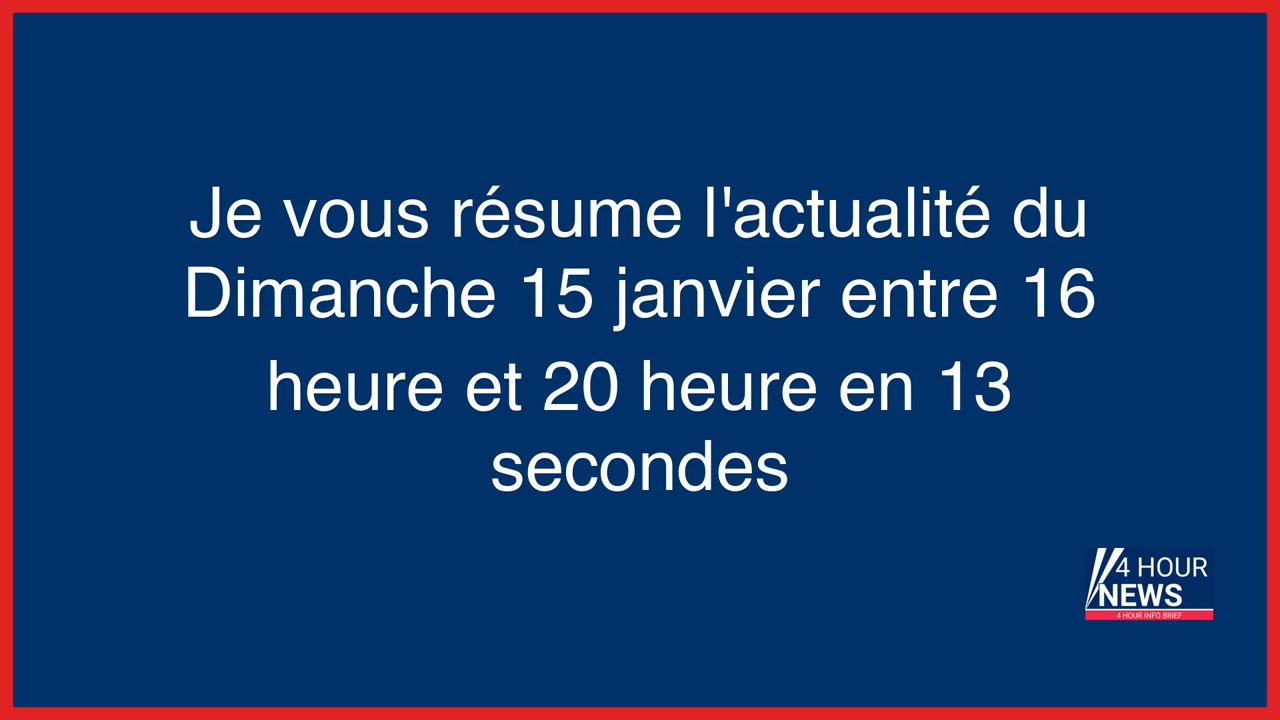 Je vous résume l'actualité du
Dimanche 15 janvier entre 16
heure et 20 heure en 13
secondes
4 HOUR
NEWS
4 HOUR INFO BRIEF